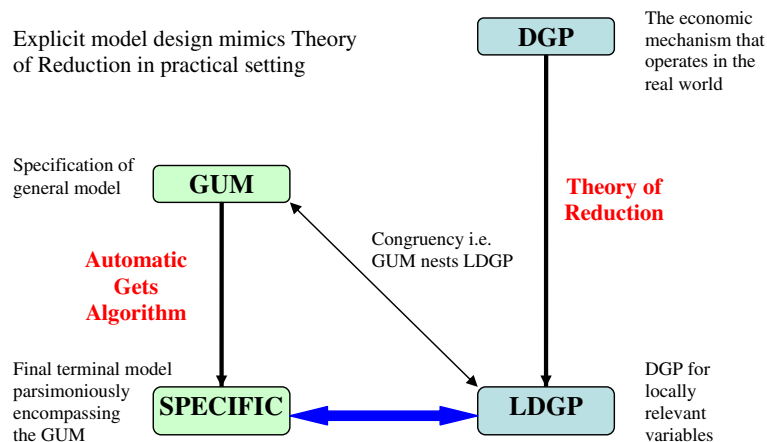 Explicit model design mimics Theory
of Reduction in practical setting
DGP
The economic
mechanism that
operates in the
real world
Specification of
general model
GUM
Theory of
Reduction
Congruency i.e.
GUM nests LDGP
Automatic
Gets
Algorithm
Final terminal model
parsimoniously
encompassing
the GUM
SPECIFIC
LDGP
DGP for
locally
relevant
variables